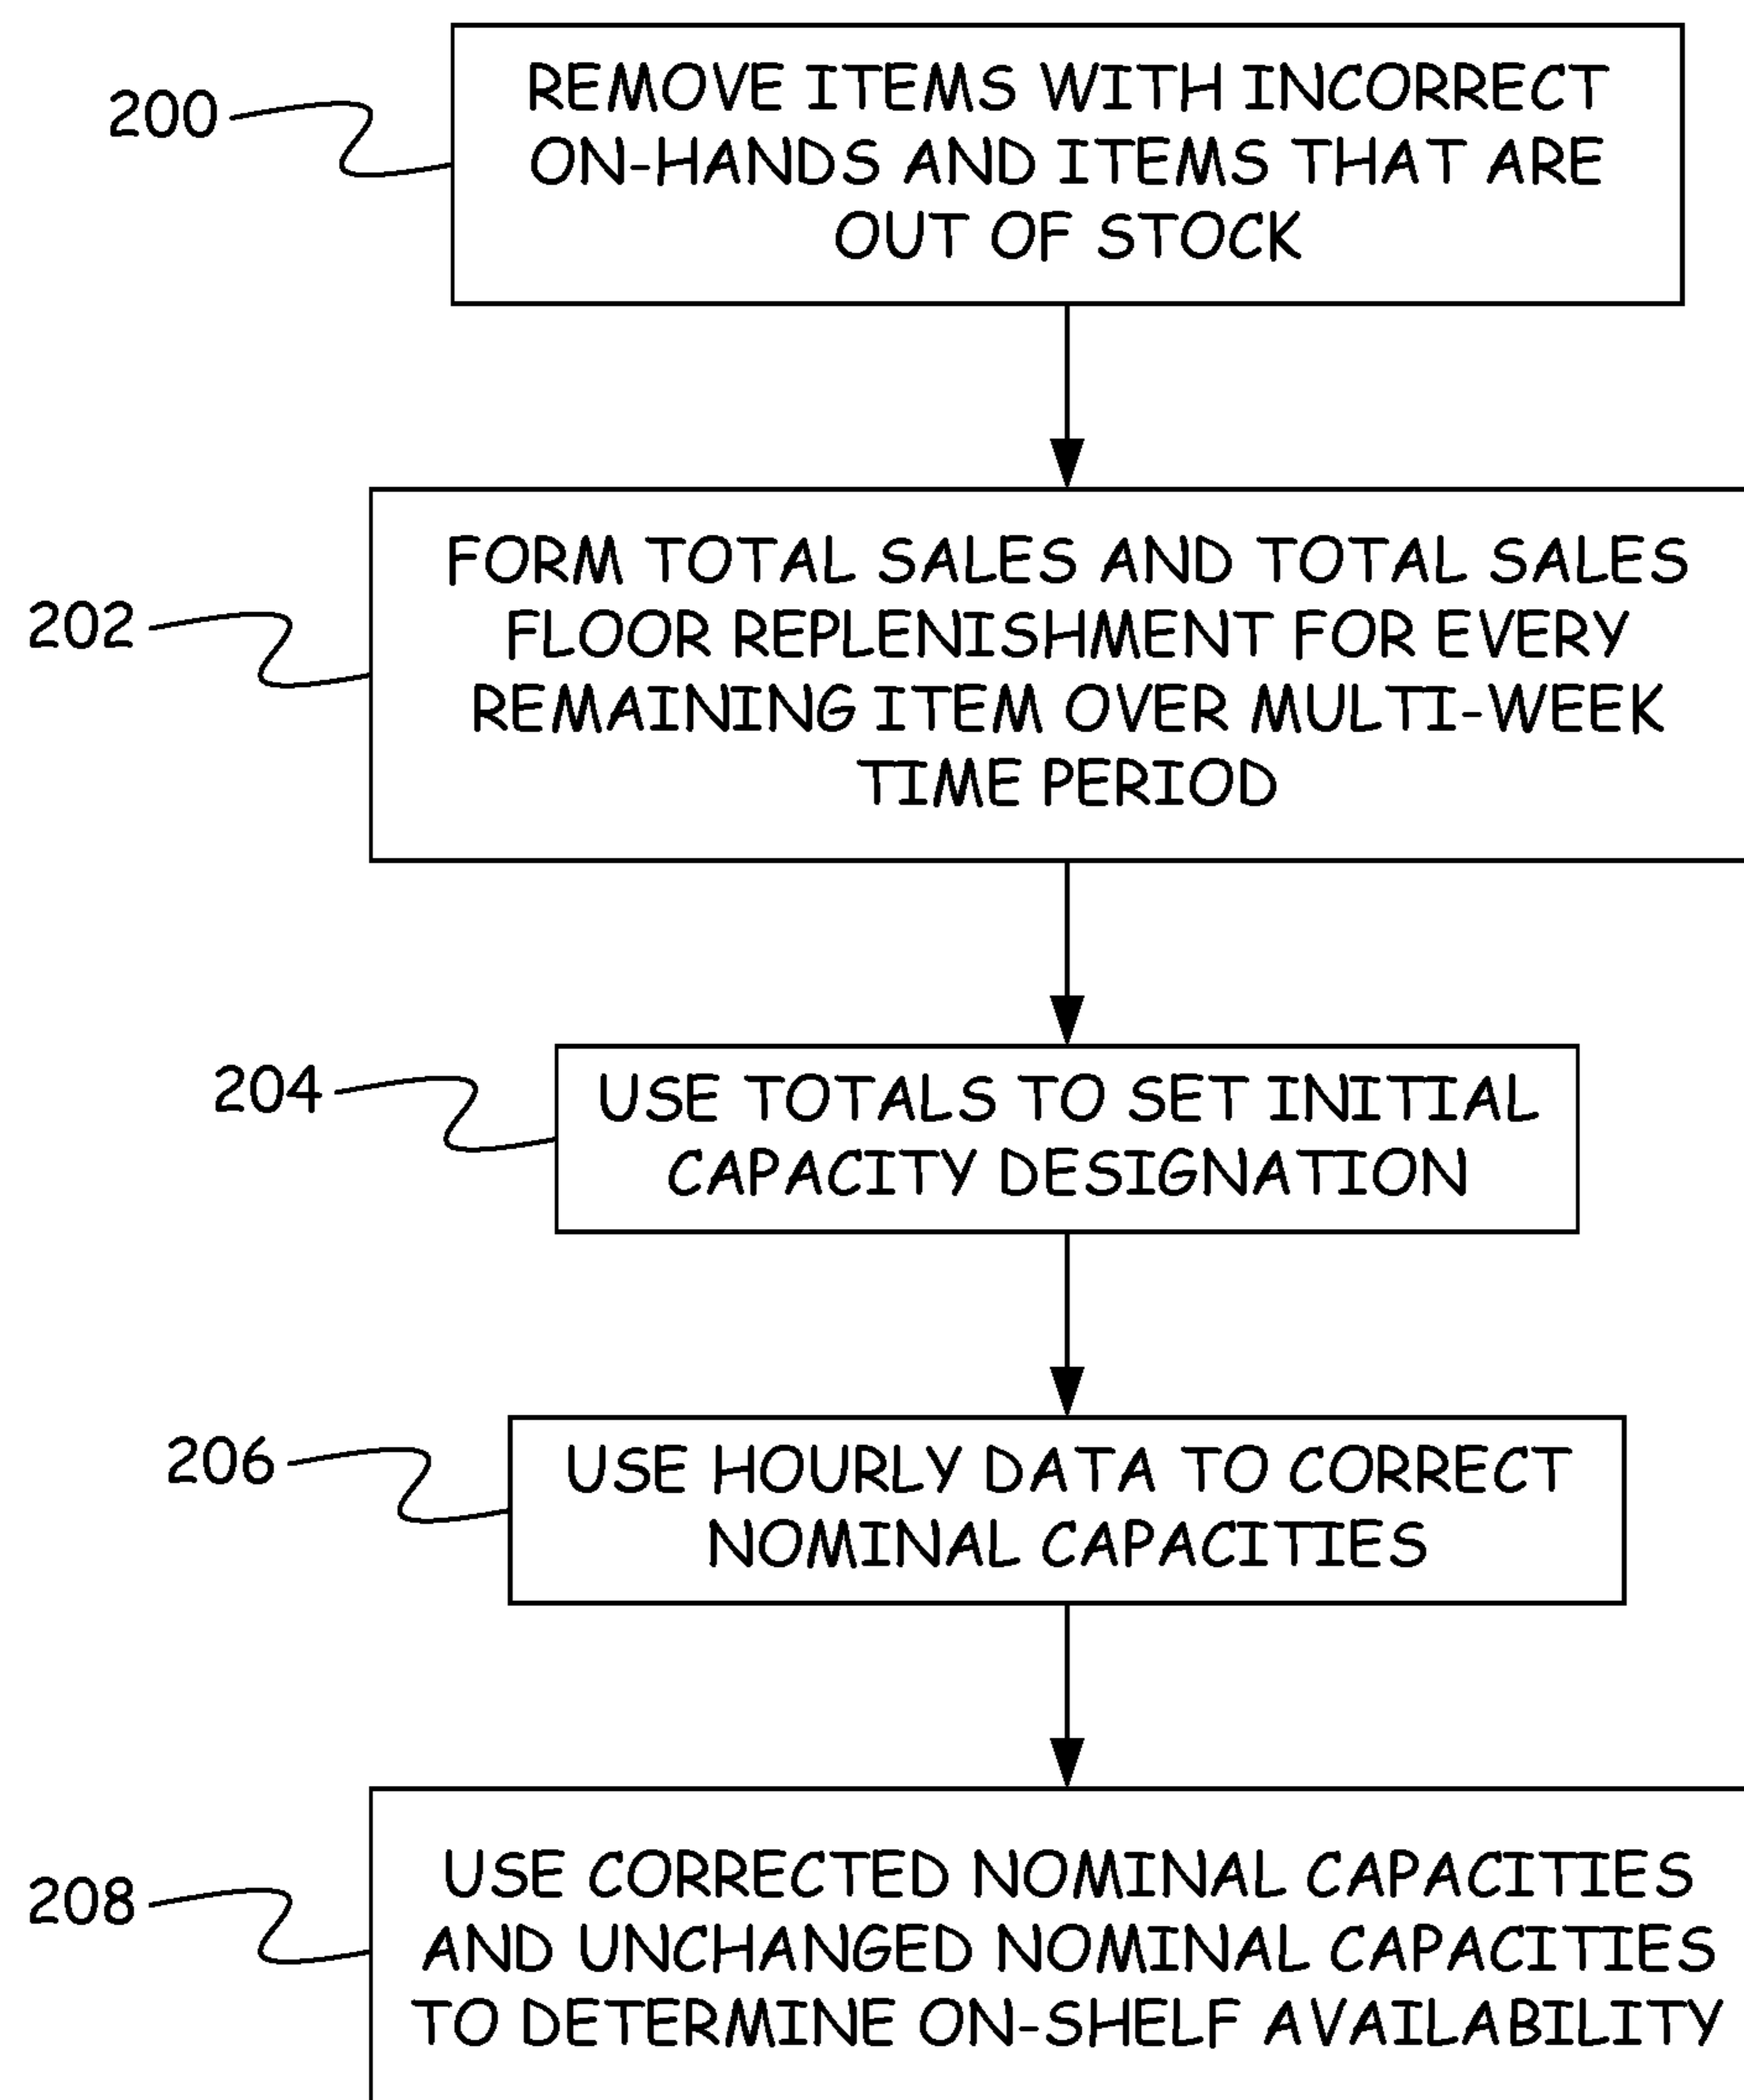 200
REMOVE ITEMS WITH INCORRECT
ON-HANDS AND ITEMS THAT ARE
OUT OF STOCK
202
FORM TOTAL SALES AND TOTAL SALES
FLOOR REPLENISHMENT FOR EVERY
REMAINING ITEM OVER MULTI-WEEK
TIME PERIOD
204
USE TOTALS TO SET INITIAL
CAPACITY DESIGNATION
206
USE HOURLY DATA TO CORRECT
NOMINAL CAPACITIES
208
USE CORRECTED NOMINAL CAPACITIES
AND UNCHANGED NOMINAL CAPACITIES
TO DETERMINE ON-SHELF AVAILABILITY